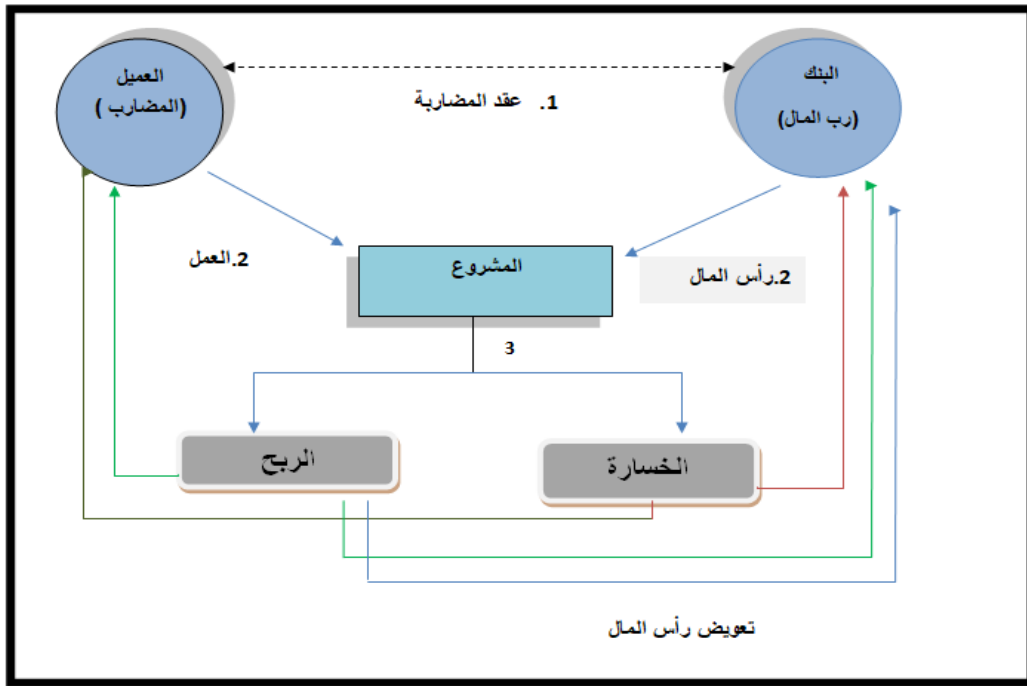 البنك
(رب المال)
العميل
(المضارب )
1. عقد المضاربة
المشروع
2.رأس المال
2.العمل
3
الربح
الخسارة
تعويض رأس المال